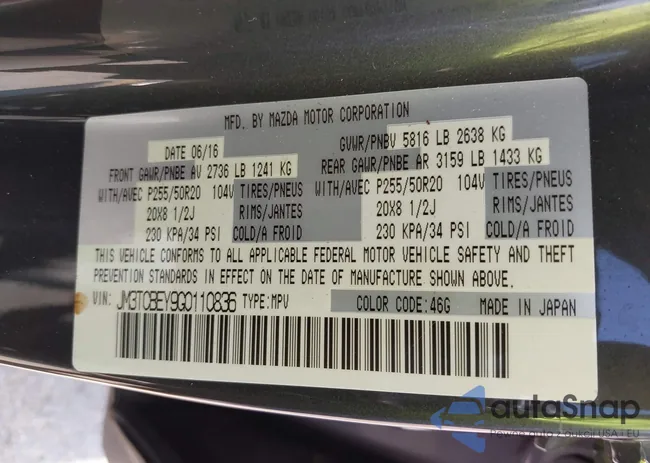 MFD. BY MAZDA MOTOR CORPORATION
DATE 06/16 GVWR/PNBV 5816 LB 2638 KG
FRONT GAWR/PNBE AV 2736 LB 1241 KG REAR GAWR/PNBE AR 3159 LB 1433 KG
WITH/AVEC P255/50R20 104V TIRES/PNEUS WITH/AVEC P255/50R20 104V TIRES/PNEUS
20X8 1/2J RIMS/JANTES 20X8 1/2J RIMS/JANTES
230 KPA/34 PSI COLD/A FROID 230 KPA/34 PSI COLD/A FROID
THIS VEHICLE CONFORMS TO ALL APPLICABLE FEDERAL MOTOR VEHICLE SAFETY AND THEFT
PREVENTION STANDARDS IN EFFECT ON THE DATE OF MANUFACTURE SHOWN ABOVE.
VIN: JM3TCBEY9G0110836 TYPE:MPV COLOR CODE:46G MADE IN JAPAN
autoSnap